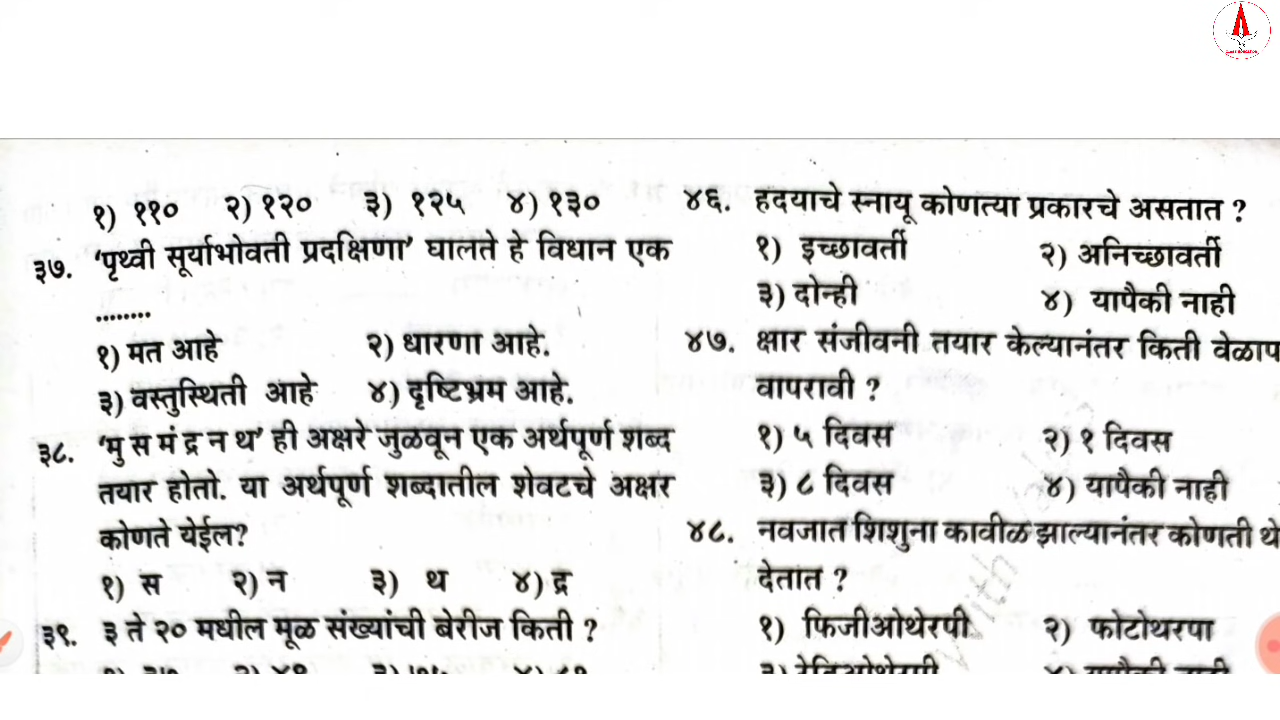 १) ११० २) १२० ३) १२५ ४) १३०
३७. ‘पृथ्वी सूर्याभोवती प्रदक्षिणा’ घालते हे विधान एक
........
१) मत आहे २) धारणा आहे.
३) वस्तुस्थिती आहे ४) दृष्टिभ्रम आहे.
३८. ‘मु स मं द्र न थ’ ही अक्षरे जुळवून एक अर्थपूर्ण शब्द
तयार होतो. या अर्थपूर्ण शब्दातील शेवटचे अक्षर
कोणते येईल?
१) स २) न ३) थ ४) द्र
३९. ३ ते २० मधील मूळ संख्यांची बेरीज किती ?
४६. हदयाचे स्नायू कोणत्या प्रकारचे असतात ?
१) इच्छावर्ती २) अनिच्छावर्ती
३) दोन्ही ४) यापैकी नाही
४७. क्षार संजीवनी तयार केल्यानंतर किती वेळाप
वापरावी ?
१) ५ दिवस २) १ दिवस
३) ८ दिवस ४) यापैकी नाही
४८. नवजात शिशुना कावीळ झाल्यानंतर कोणती थे
देतात ?
१) फिजीओथेरपी २) फोटोथरपा